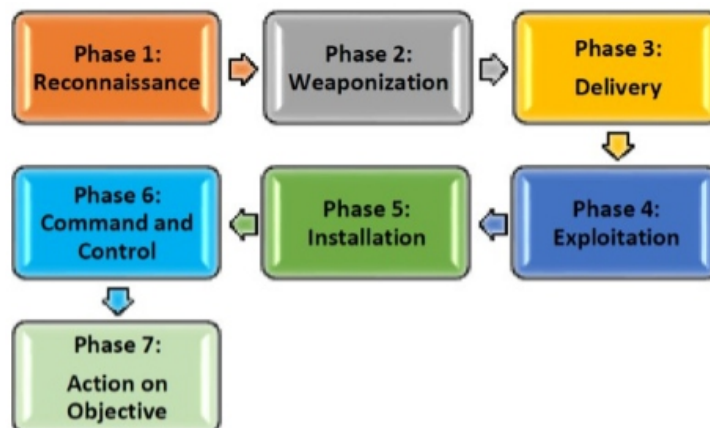 Phase 1:
Reconnaissance
Phase 2:
Weaponization
Phase 3:
Delivery
Phase 4:
Exploitation
Phase 5:
Installation
Phase 6:
Command and
Control
Phase 7:
Action on
Objective